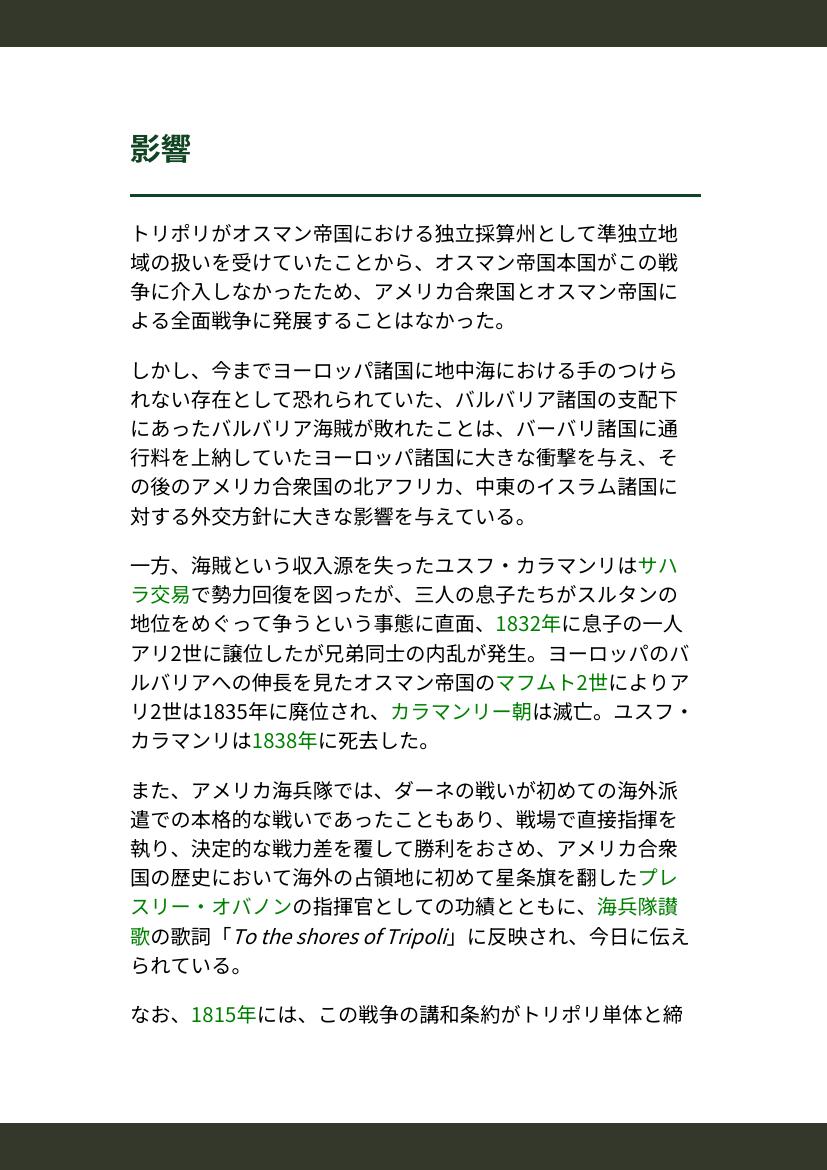 影響
トリポリがオスマン帝国における独立採算州として準独立地
域の扱いを受けていたことから、オスマン帝国本国がこの戦
争に介入しなかったため、アメリカ合衆国とオスマン帝国に
よる全面戦争に発展することはなかった。
しかし、今までヨーロッパ諸国に地中海における手のつけら
れない存在として恐れられていた、バルバリア諸国の支配下
にあったバルバリア海賊が敗れたことは、バーバリ諸国に通
行料を上納していたヨーロッパ諸国に大きな衝撃を与え、そ
の後のアメリカ合衆国の北アフリカ、中東のイスラム諸国に
対する外交方針に大きな影響を与えている。
一方、海賊という収入源を失ったユスフ・カラマンリはサハ
ラ交易で勢力回復を図ったが、三人の息子たちがスルタンの
地位をめぐって争うという事態に直面、1832年に息子の一人
アリ2世に譲位したが兄弟同士の内乱が発生。ヨーロッパのバ
ルバリアへの伸長を見たオスマン帝国のマフムト2世によりア
リ2世は1835年に廃位され、カラマンリー朝は滅亡。ユスフ・
カラマンリは1838年に死去した。
また、アメリカ海兵隊では、ダーネの戦いが初めての海外派
遣での本格的な戦いであったこともあり、戦場で直接指揮を
執り、決定的な戦力差を覆して勝利をおさめ、アメリカ合衆
国の歴史において海外の占領地に初めて星条旗を翻したプレ
スリー・オバノンの指揮官としての功績とともに、海兵隊讃
歌の歌詞「To the shores of Tripoli」に反映され、今日に伝え
られている。
なお、1815年には、この戦争の講和条約がトリポリ単体と締